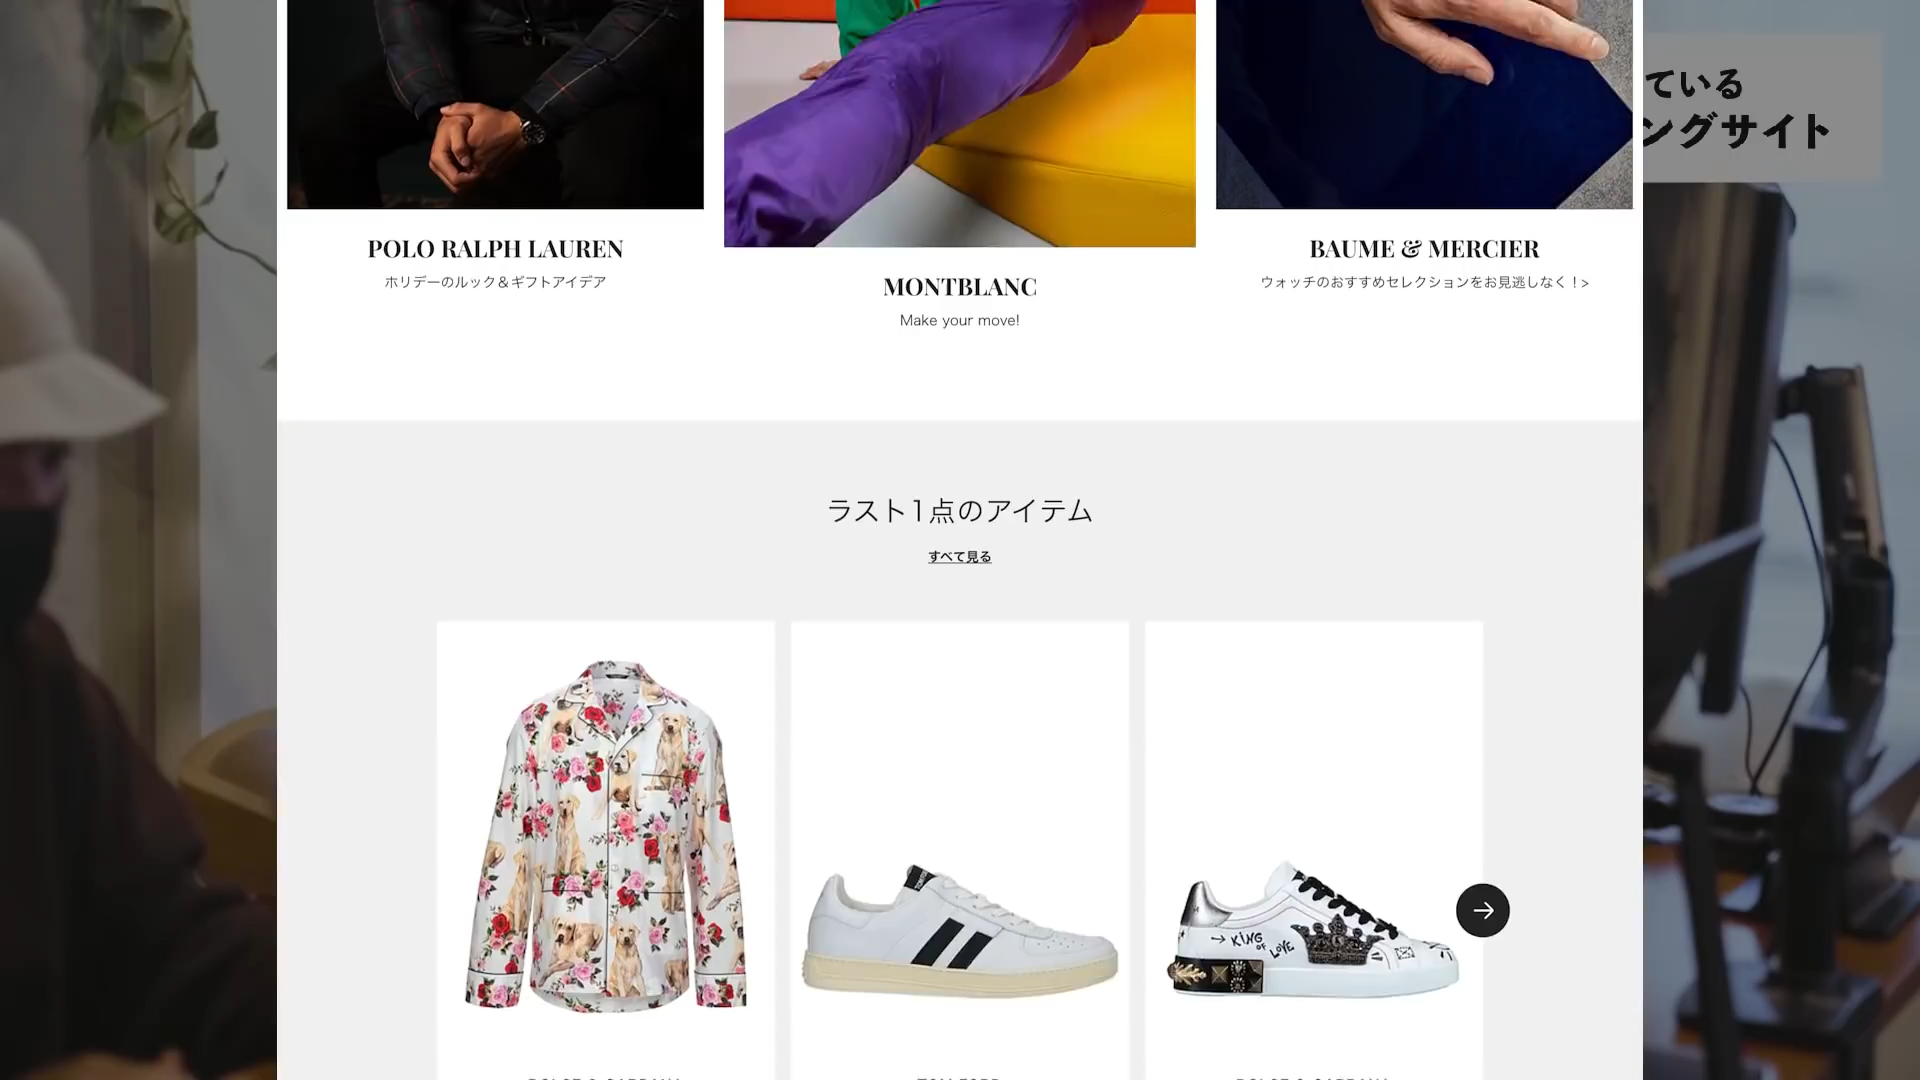 ている
ングサイト
POLO RALPH LAUREN
ホリデーのルック＆ギフトアイデア
MONTBLANC
Make your move!
BAUME & MERCIER
ウォッチのおすすめセレクションをお見逃しなく！>
ラスト1点のアイテム
すべて見る
KING
OF LOVE